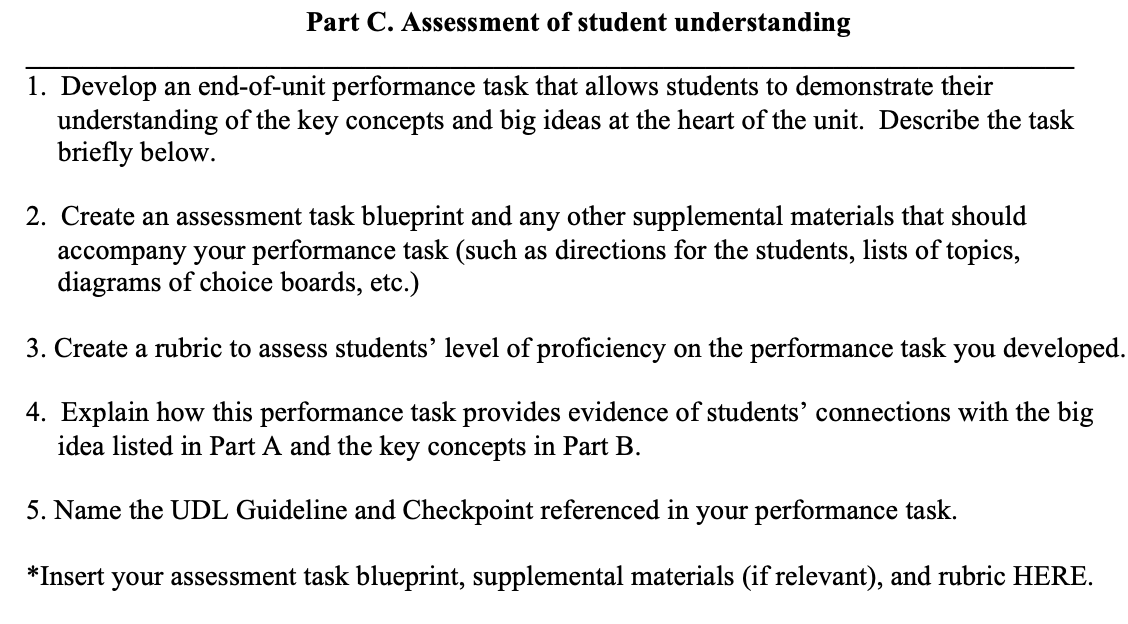 Part C. Assessment of student understanding
1. Develop an end-of-unit performance task that allows students to demonstrate their
understanding of the key concepts and big ideas at the heart of the unit. Describe the task
briefly below.
2. Create an assessment task blueprint and any other supplemental materials that should
accompany your performance task (such as directions for the students, lists of topics,
diagrams of choice boards, etc.)
3. Create a rubric to assess students’ level of proficiency on the performance task you developed.
4. Explain how this performance task provides evidence of students’ connections with the big
idea listed in Part A and the key concepts in Part B.
5. Name the UDL Guideline and Checkpoint referenced in your performance task.
*Insert your assessment task blueprint, supplemental materials (if relevant), and rubric HERE.